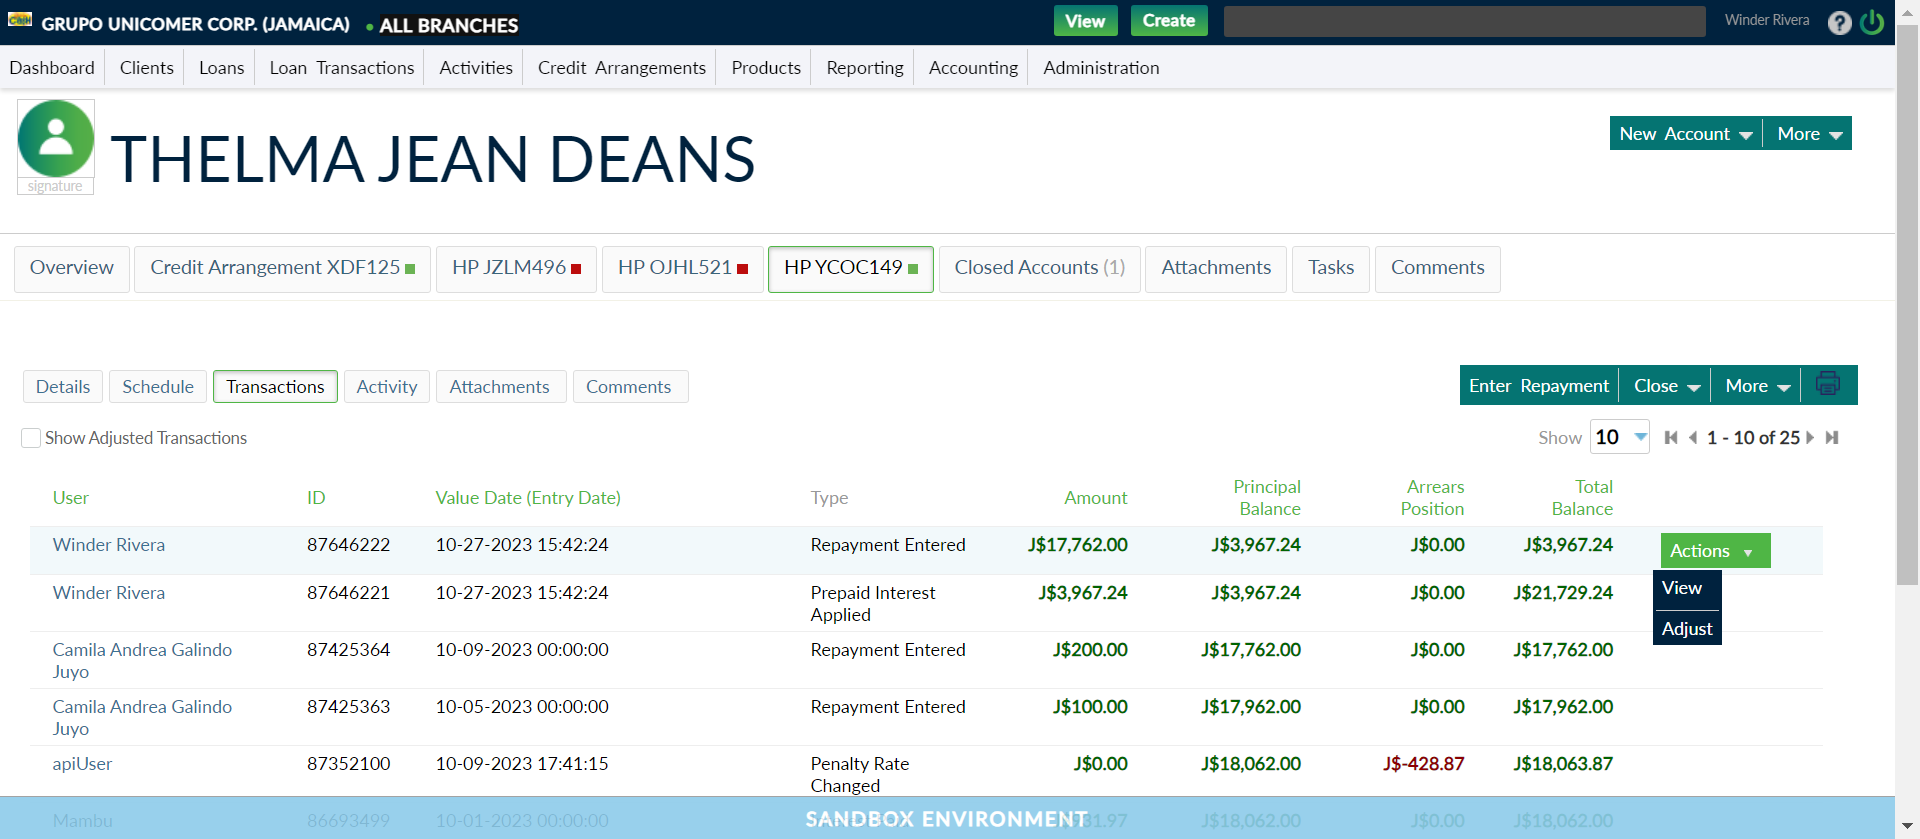 GRUPO UNICOMER CORP. (JAMAICA) ALL BRANCHES View Create Winder Rivera ?
Dashboard Clients Loans Loan Transactions Activities Credit Arrangements Products Reporting Accounting Administration
signature
THELMA JEAN DEANS
New Account More
Overview Credit Arrangement XDF125 HP JZLM496 HP OJHL521 HP YCOC149 Closed Accounts (1) Attachments Tasks Comments
Details Schedule Transactions Activity Attachments Comments
Enter Repayment Close More
Show Adjusted Transactions
Show 10 1 - 10 of 25
User ID Value Date (Entry Date) Type Amount Principal Balance Arrears Position Total Balance
Winder Rivera 87646222 10-27-2023 15:42:24 Repayment Entered J$17,762.00 J$3,967.24 J$0.00 J$3,967.24 Actions
View
Winder Rivera 87646221 10-27-2023 15:42:24 Prepaid Interest J$3,967.24 J$3,967.24 J$0.00 J$21,729.24
Applied
Adjust
Camila Andrea Galindo 87425364 10-09-2023 00:00:00 Repayment Entered J$200.00 J$17,762.00 J$0.00 J$17,762.00
Juyo
Camila Andrea Galindo 87425363 10-05-2023 00:00:00 Repayment Entered J$100.00 J$17,962.00 J$0.00 J$17,962.00
Juyo
apiUser 87352100 10-09-2023 17:41:15 Penalty Rate J$0.00 J$18,062.00 J$-428.87 J$18,063.87
Changed
Mambu 86693499 10-01-2023 00:00:00 J$18,062.00 J$0.00 J$18,062.00
SANDBOX ENVIRONMENT